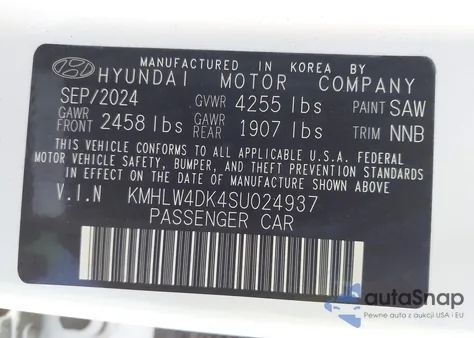 MANUFACTURED IN KOREA BY
HYUNDAI MOTOR COMPANY
SEP/2024 GVWR 4255 lbs PAINT SAW
GAWR FRONT 2458 lbs GAWR REAR 1907 lbs TRIM NNB
THIS VEHICLE CONFORMS TO ALL APPLICABLE U.S.A. FEDERAL
MOTOR VEHICLE SAFETY, BUMPER, AND THEFT PREVENTION STANDARDS
IN EFFECT ON THE DATE OF MANUFACTURE SHOWN ABOVE.
V.I.N KMHLW4DK4SU024937
PASSENGER CAR
autoSnap
Pewne auta z aukcji USA i EU